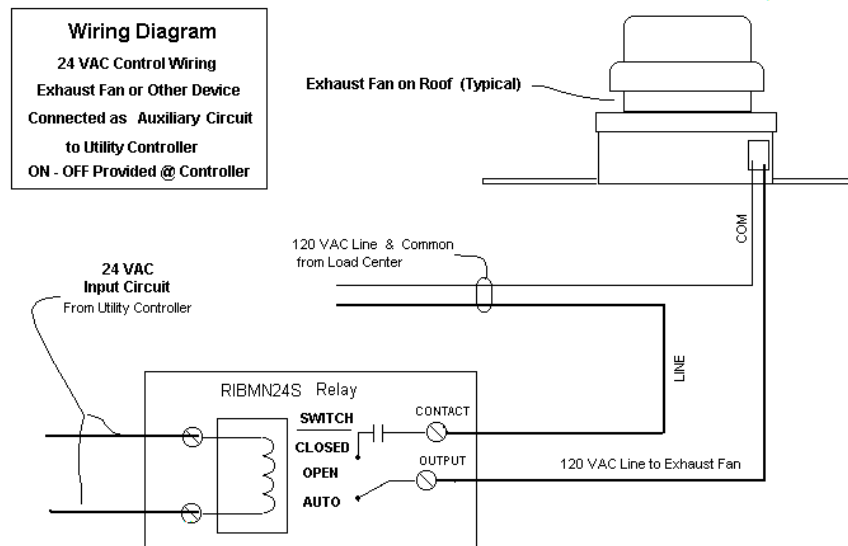 Wiring Diagram
24 VAC Control Wiring
Exhaust Fan or Other Device
Connected as Auxiliary Circuit
to Utility Controller
ON - OFF Provided @ Controller
Exhaust Fan on Roof (Typical)
COM
120 VAC Line & Common
from Load Center
24 VAC
Input Circuit
From Utility Controller
LINE
RIBMN24S Relay
SWITCH
CONTACT
CLOSED
OPEN
OUTPUT
AUTO
120 VAC Line to Exhaust Fan